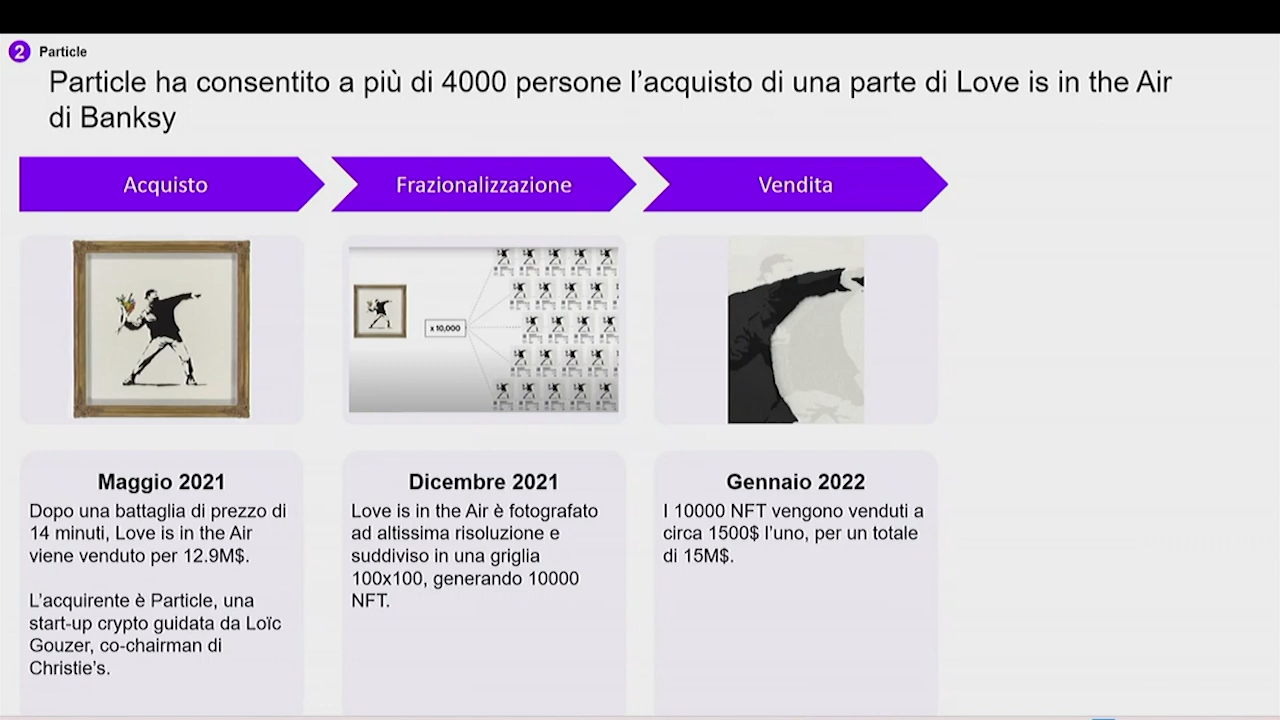 2 Particle
Particle ha consentito a più di 4000 persone l'acquisto di una parte di Love is in the Air
di Banksy
Acquisto
Frazionalizzazione
Vendita
x 10,000
Maggio 2021
Dopo una battaglia di prezzo di
14 minuti, Love is in the Air
viene venduto per 12.9M$.
L'acquirente è Particle, una
start-up crypto guidata da Loïc
Gouzer, co-chairman di
Christie's.
Dicembre 2021
Love is in the Air è fotografato
ad altissima risoluzione e
suddiviso in una griglia
100x100, generando 10000
NFT.
Gennaio 2022
I 10000 NFT vengono venduti a
circa 1500$ l'uno, per un totale
di 15M$.